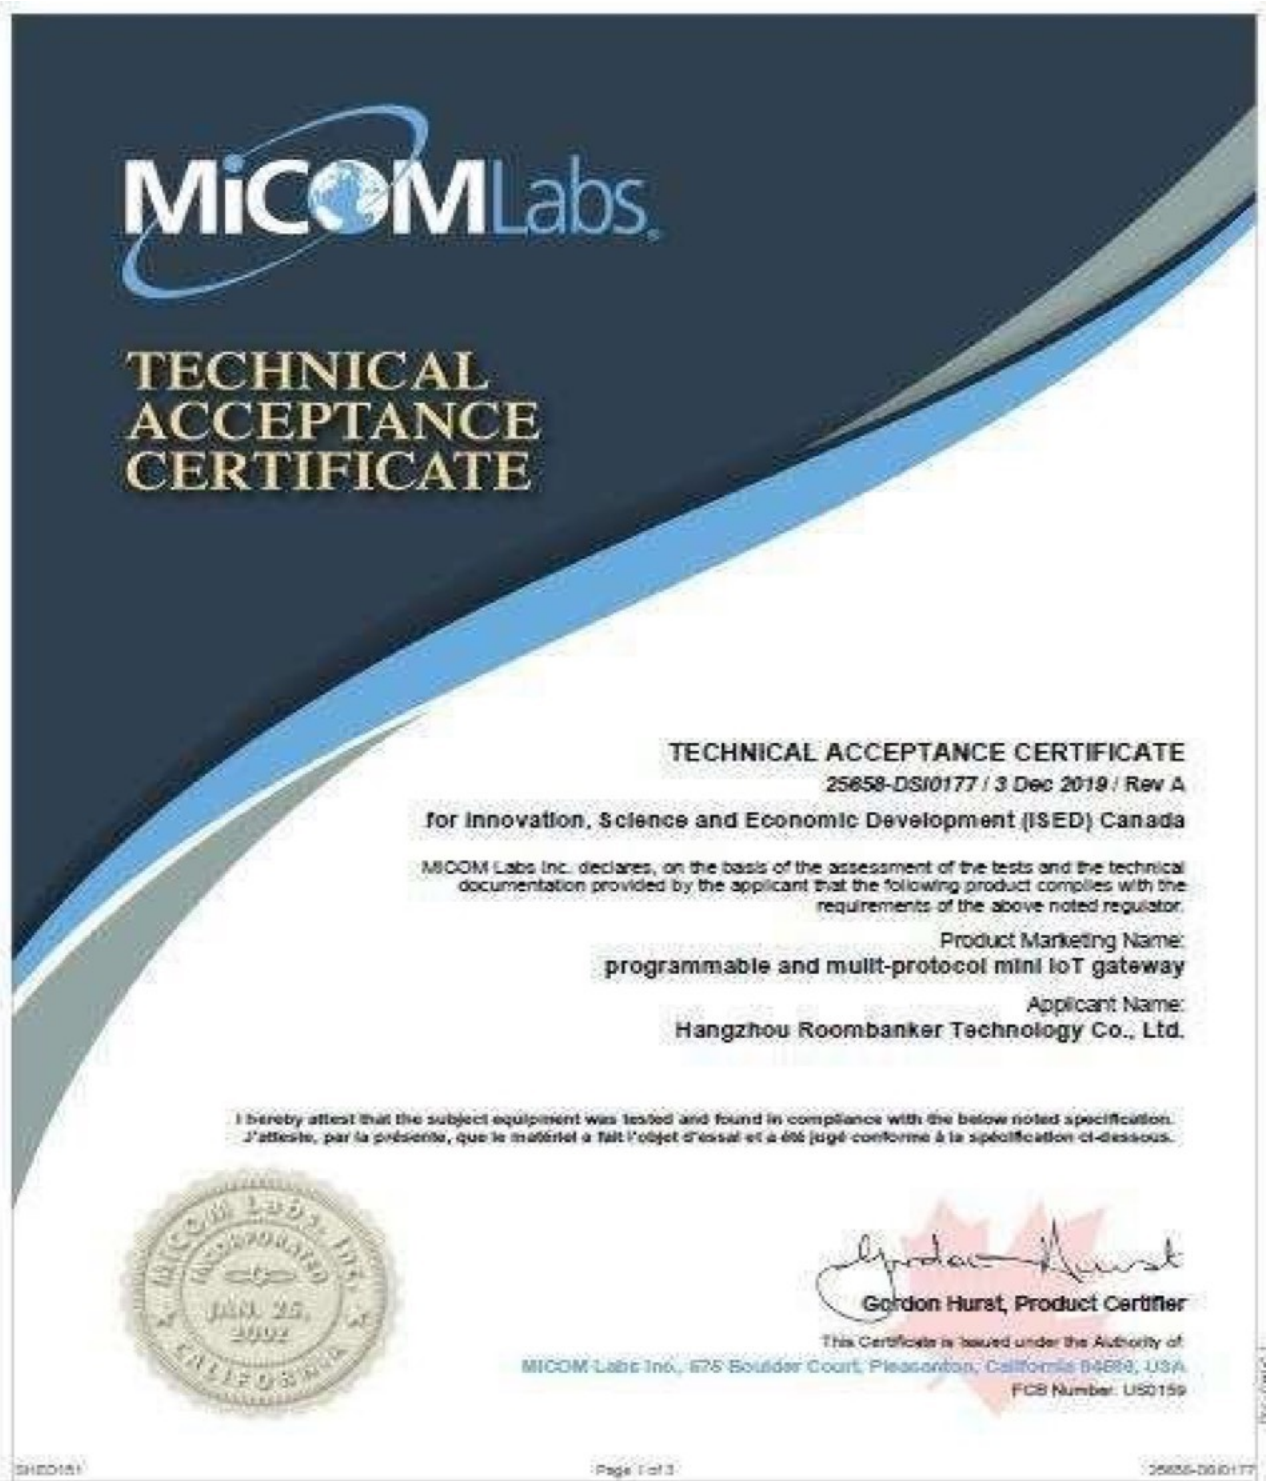 MiCOMLabs®
TECHNICAL
ACCEPTANCE
CERTIFICATE
TECHNICAL ACCEPTANCE CERTIFICATE
25658-DSI0177 / 3 Dec 2019 / Rev A
for Innovation, Science and Economic Development (ISED) Canada
MiCOM Labs Inc. declares, on the basis of the assessment of the tests and the technical
documentation provided by the applicant that the following product complies with the
requirements of the above noted regulator.
Product Marketing Name:
programmable and mulit-protocol mini IoT gateway
Applicant Name:
Hangzhou Roombanker Technology Co., Ltd.
I hereby attest that the subject equipment was tested and found in compliance with the below noted specification.
J'atteste, par la présente, que le matériel a fait l'objet d'essai et a été jugé conforme à la spécification ci-dessous.
MiCOM Labs, Inc.
INCORPORATED
JAN. 25,
2002
CALIFORNIA
Gordon Hurst
Gordon Hurst, Product Certifier
This Certificate is issued under the Authority of:
MiCOM Labs Inc., 575 Boulder Court, Pleasanton, California 94566, USA
FCB Number: US0159
Page 1 of 3
25658-DSI0177